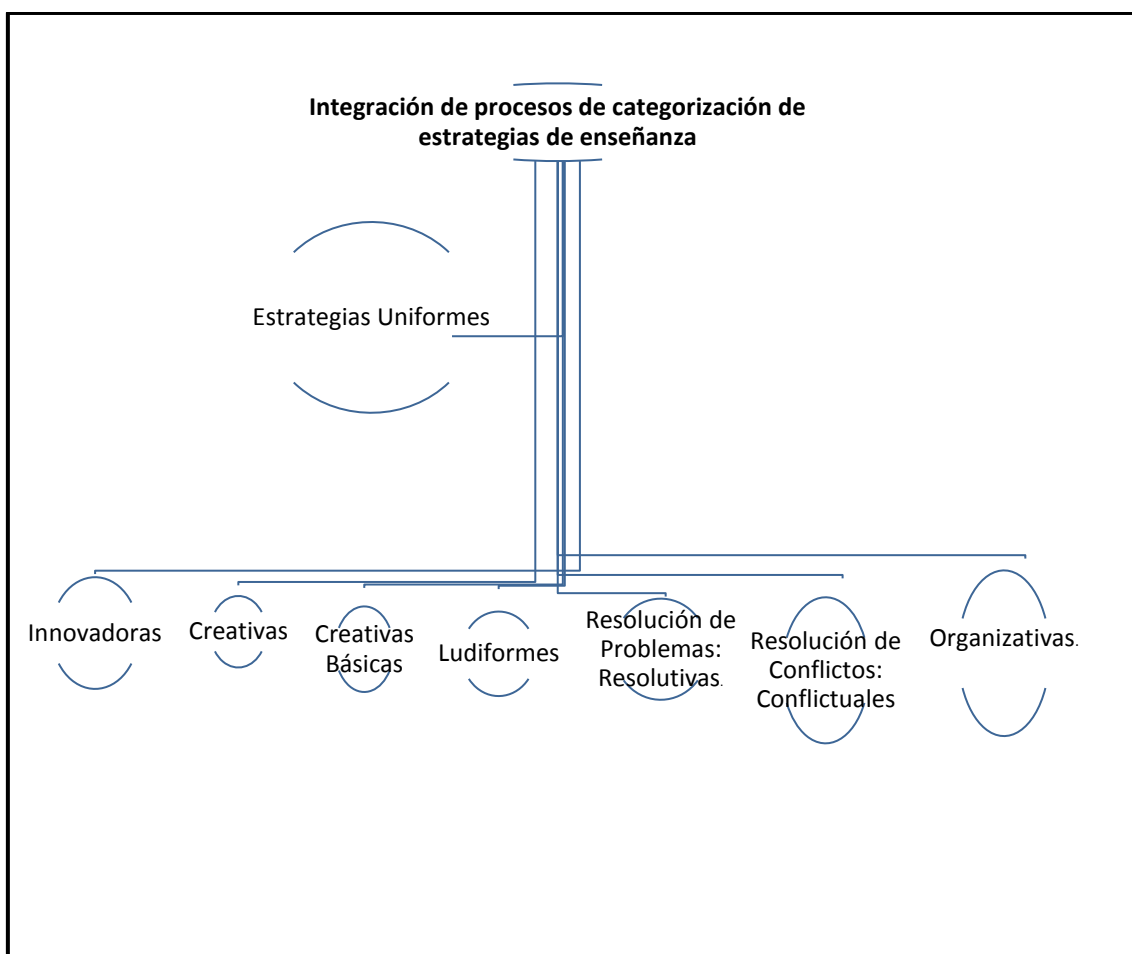 Integración de procesos de categorización de
estrategias de enseñanza
Estrategias Uniformes
Innovadoras
Creativas
Creativas
Básicas
Ludiformes
Resolución de
Problemas:
Resolutivas.
Resolución de
Conflictos:
Conflictuales
Organizativas.